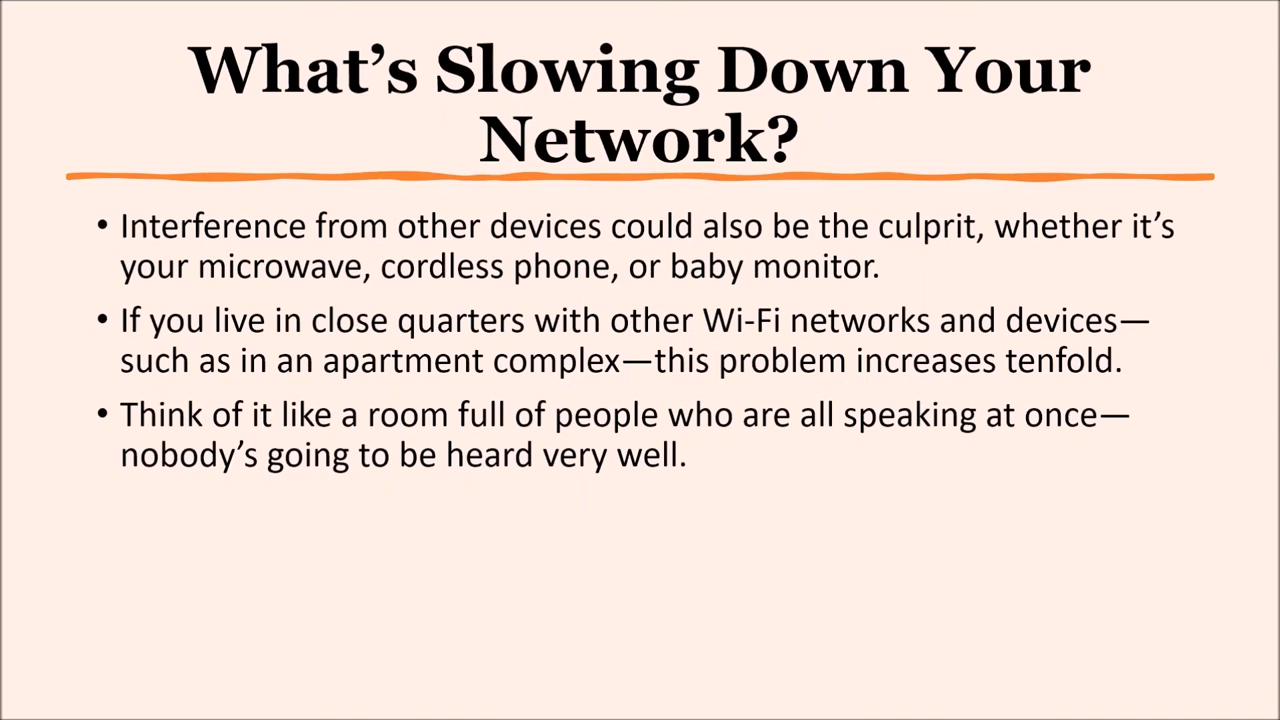 What’s Slowing Down Your
Network?
• Interference from other devices could also be the culprit, whether it’s
your microwave, cordless phone, or baby monitor.
• If you live in close quarters with other Wi-Fi networks and devices—
such as in an apartment complex—this problem increases tenfold.
• Think of it like a room full of people who are all speaking at once—
nobody’s going to be heard very well.